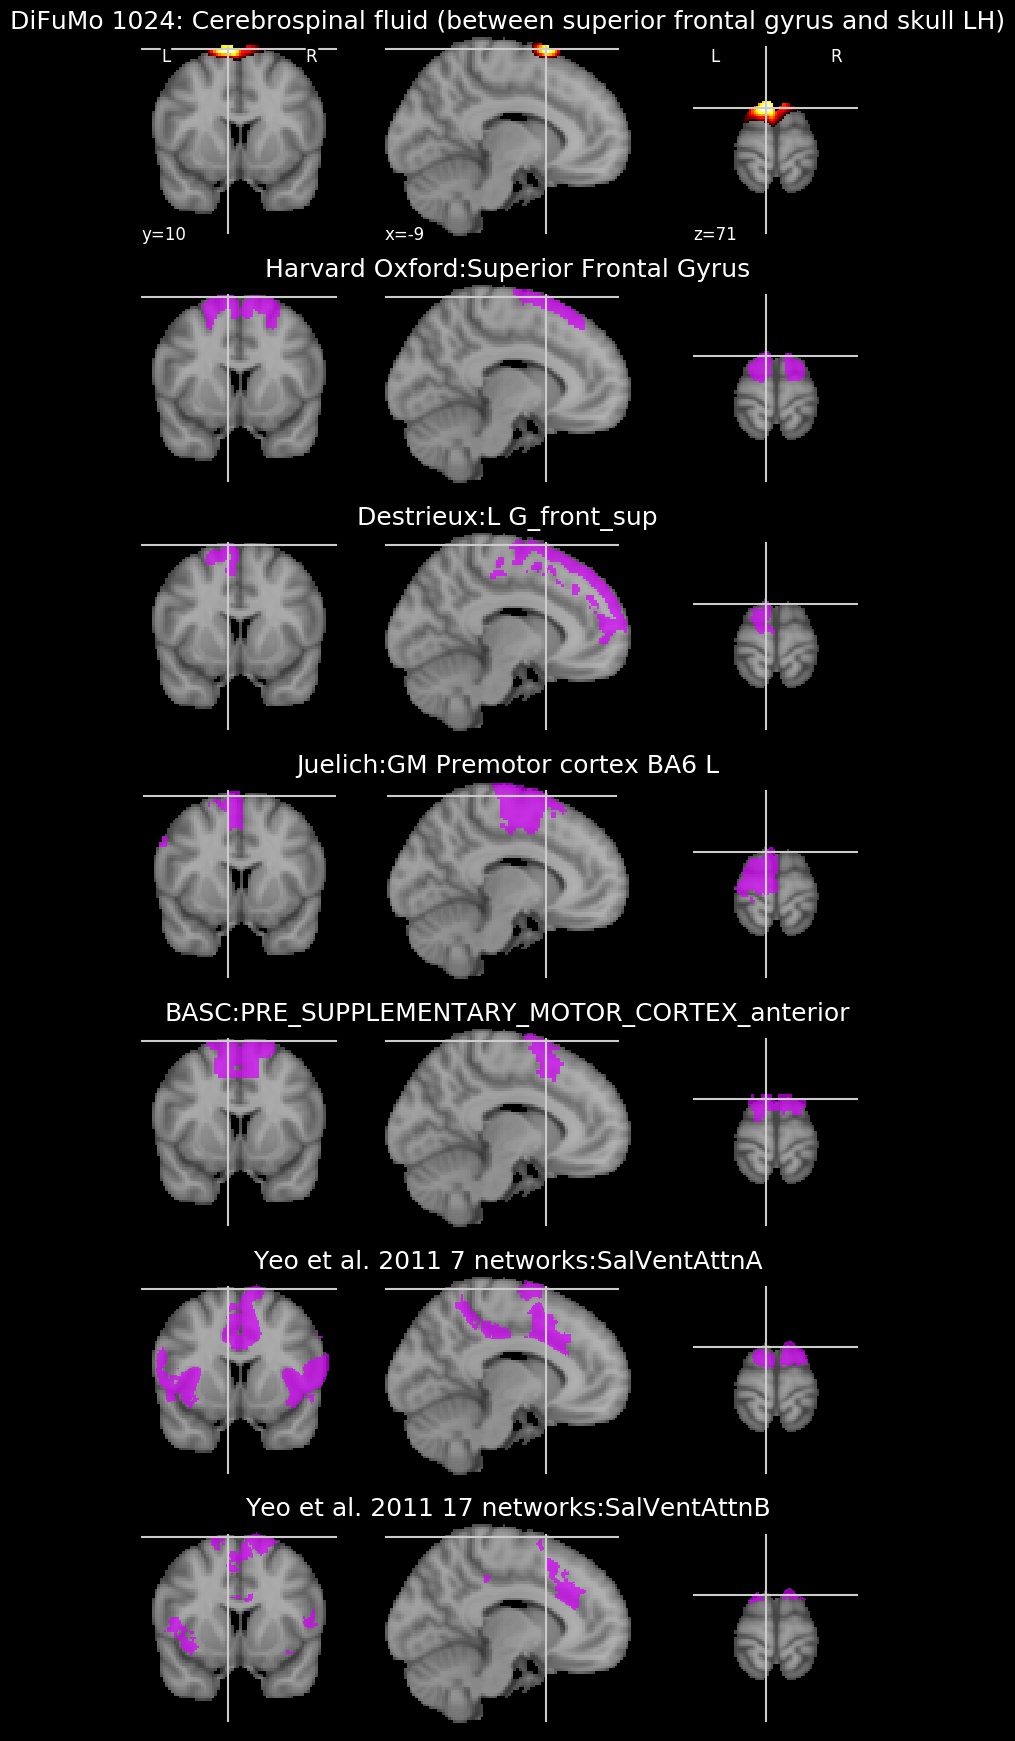 DiFuMo 1024: Cerebrospinal fluid (between superior frontal gyrus and skull LH)
L R L R
y=10 x=-9 z=71
Harvard Oxford:Superior Frontal Gyrus
Destrieux:L G_front_sup
Juelich:GM Premotor cortex BA6 L
BASC:PRE_SUPPLEMENTARY_MOTOR_CORTEX_anterior
Yeo et al. 2011 7 networks:SalVentAttnA
Yeo et al. 2011 17 networks:SalVentAttnB